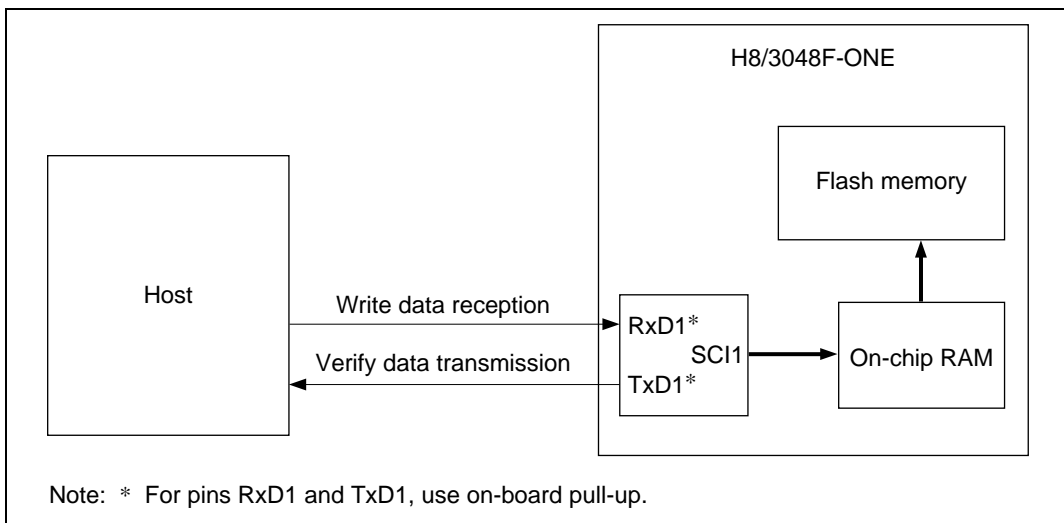 H8/3048F-ONE
Flash memory
Host
Write data reception
RxD1*
SCI1
On-chip RAM
Verify data transmission
TxD1*
Note: * For pins RxD1 and TxD1, use on-board pull-up.